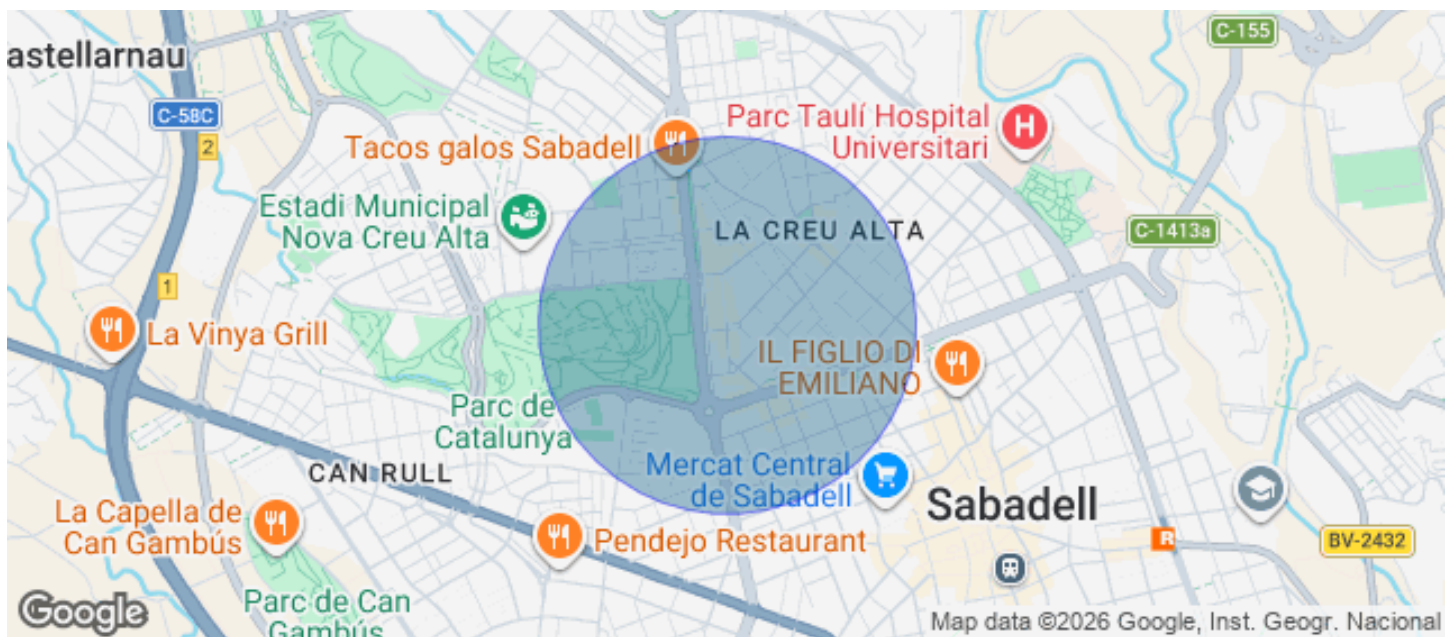 astellarnau
C-58C
2
C-155
Tacos galos Sabadell
Parc Taulí Hospital
Universitari
H
Estadi Municipal
Nova Creu Alta
LA CREU ALTA
C-1413a
1
La Vinya Grill
IL FIGLIO DI
EMILIANO
Parc de
Catalunya
CAN RULL
Mercat Central
de Sabadell
Sabadell
La Capella de
Can Gambús
Pendejo Restaurant
R
BV-2432
Parc de Can
Gambús
Google
Map data ©2026 Google, Inst. Geogr. Nacional